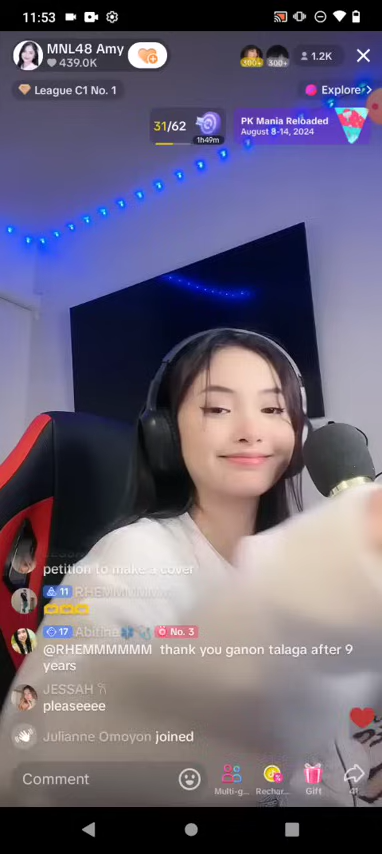 11:53
MNL48 Amy
439.0K
100+
300+
1.2K
League C1 No. 1
Explore
31/62
1h49m
PK Mania Reloaded
August 8-14, 2024
petition to make a cover
11
17 Abitine No. 3
@RHEMMMMMM thank you ganon talaga after 9
years
JESSAH
pleaseeee
Julianne Omoyon joined
Comment
Multi-g...
Rechar...
Gift